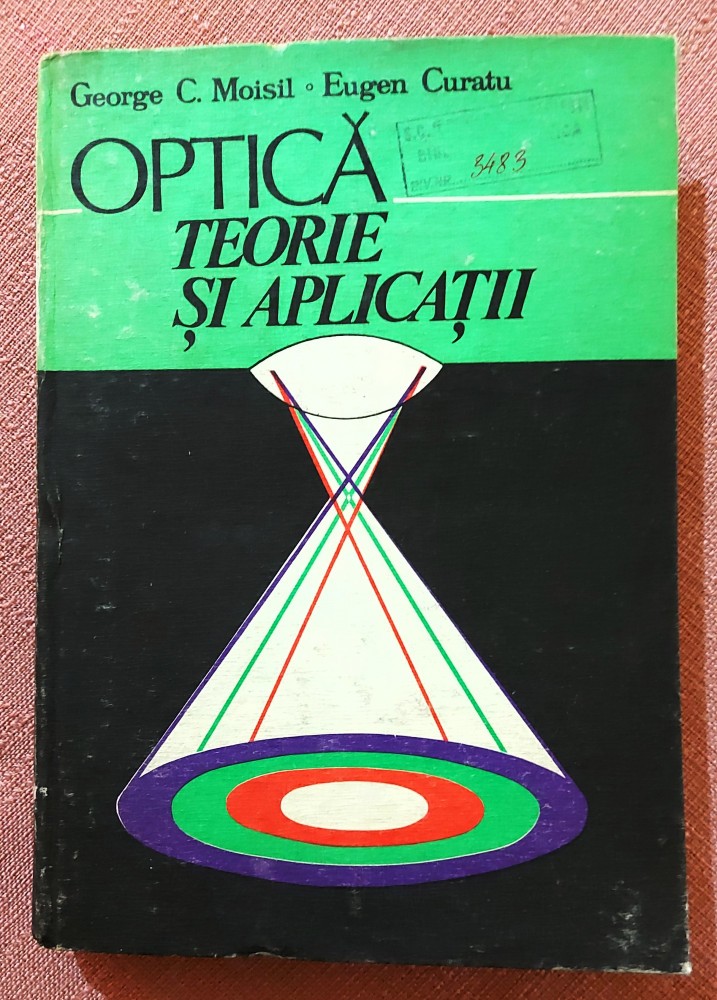 George C. Moisil • Eugen Curatu
OPTICĂ
TEORIE
ȘI APLICAȚII
3483